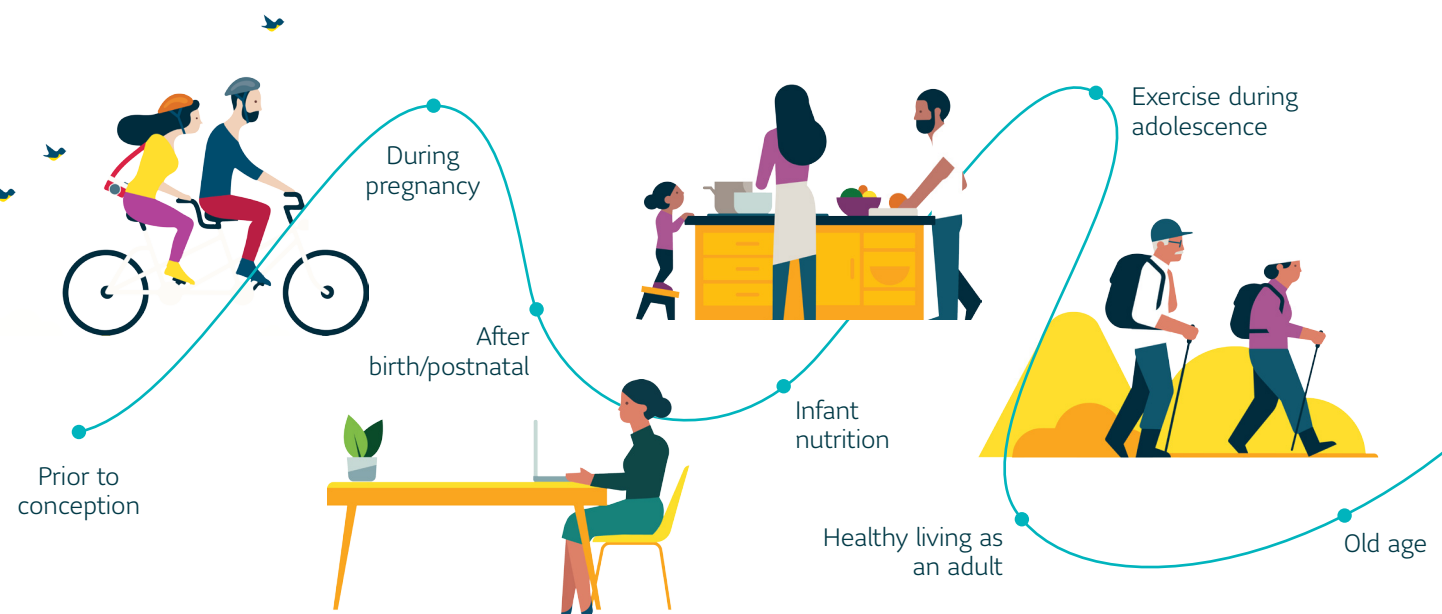 Prior to
conception
During
pregnancy
After
birth/postnatal
Infant
nutrition
Exercise during
adolescence
Healthy living as
an adult
Old age